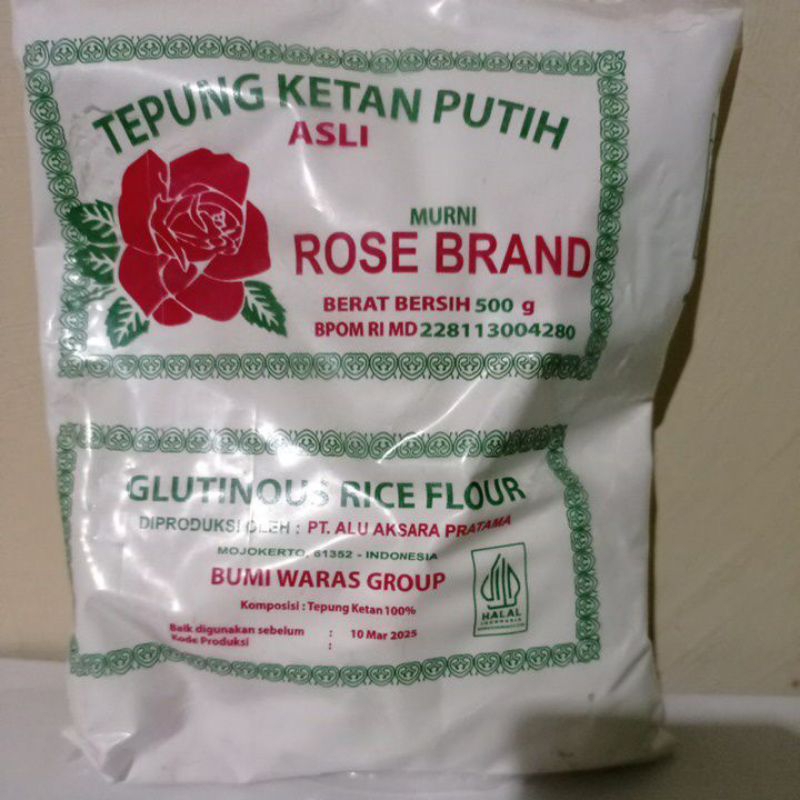 TEPUNG KETAN PUTIH
ASLI
MURNI
ROSE BRAND
BERAT BERSIH 500 g
BPOM RI MD 228113004280
GLUTINOUS RICE FLOUR
DIPRODUKSI OLEH : PT. ALU AKSARA PRATAMA
MOJOKERTO, 61352 - INDONESIA
BUMI WARAS GROUP
Komposisi : Tepung Ketan 100%
HALAL
INDONESIA
Baik digunakan sebelum : 10 Mar 2025
Kode Produksi :